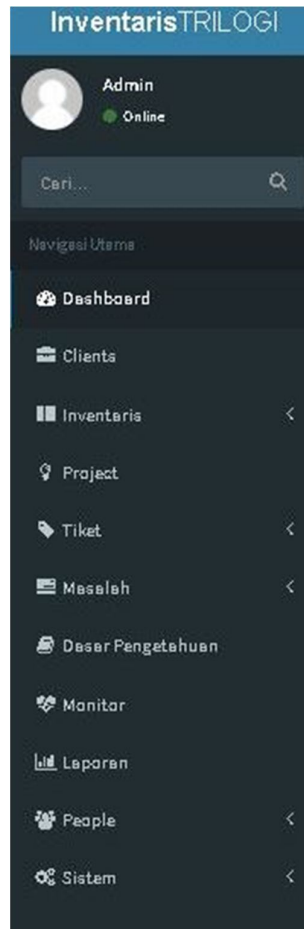 InventarisTRILOGI
Admin
Online
Cari...
Navigasi Utama
Dashboard
Clients
Inventaris
Project
Tiket
Masalah
Dasar Pengetahuan
Monitor
Laporan
People
Sistem